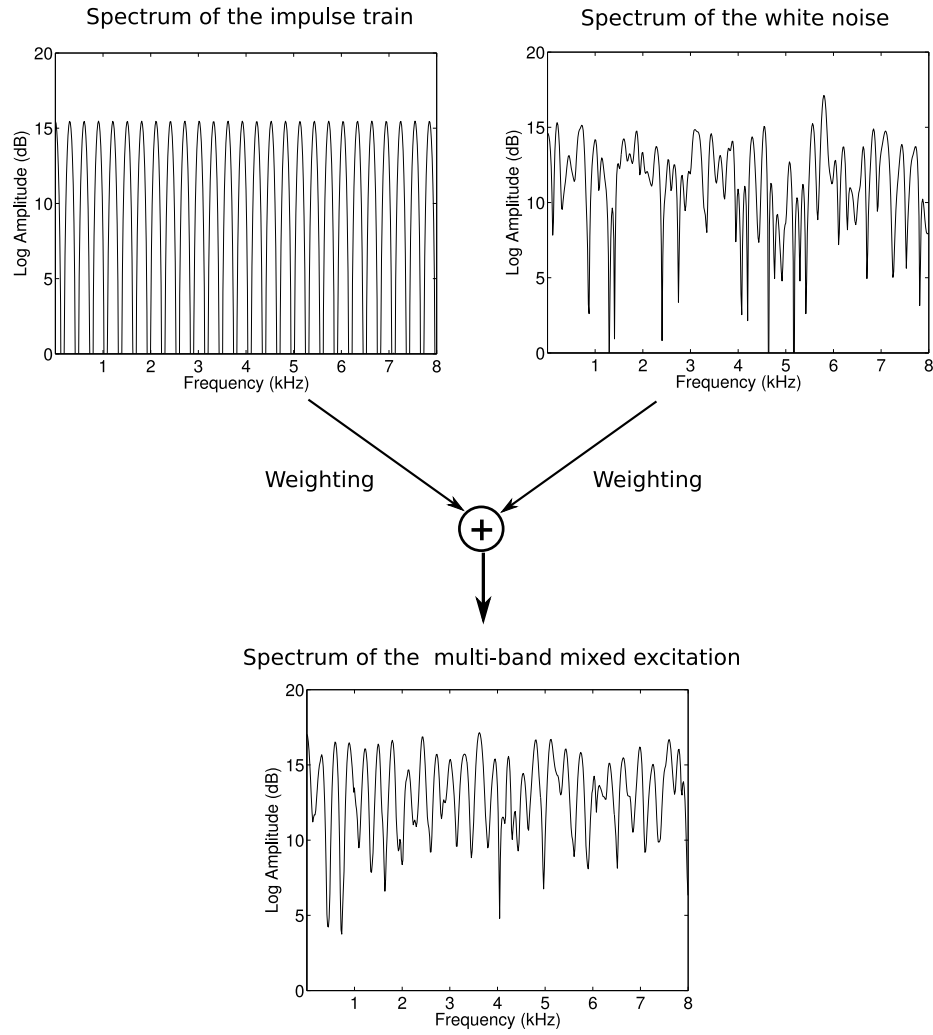 Spectrum of the impulse train
Spectrum of the white noise
20
15
10
5
0
Log Amplitude (dB)
1 2 3 4 5 6 7 8
Frequency (kHz)
20
15
10
5
0
Log Amplitude (dB)
1 2 3 4 5 6 7 8
Frequency (kHz)
Weighting
Weighting
+
Spectrum of the multi-band mixed excitation
20
15
10
5
0
Log Amplitude (dB)
1 2 3 4 5 6 7 8
Frequency (kHz)